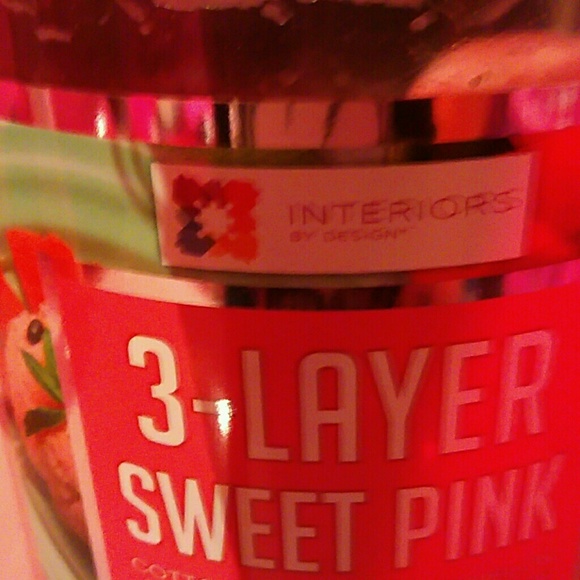 INTERIORS
BY DESIGN
3-LAYER
SWEET PINK